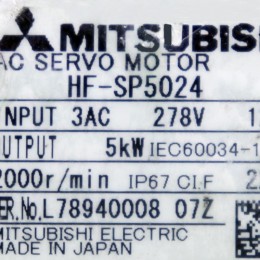 MITSUBIS
AC SERVO MOTOR
HF-SP5024
INPUT 3AC 278V
OUTPUT 5kW IEC60034-1
2000r/min IP67 CI.F
SER.No.L78940008 07Z
MITSUBISHI ELECTRIC
MADE IN JAPAN